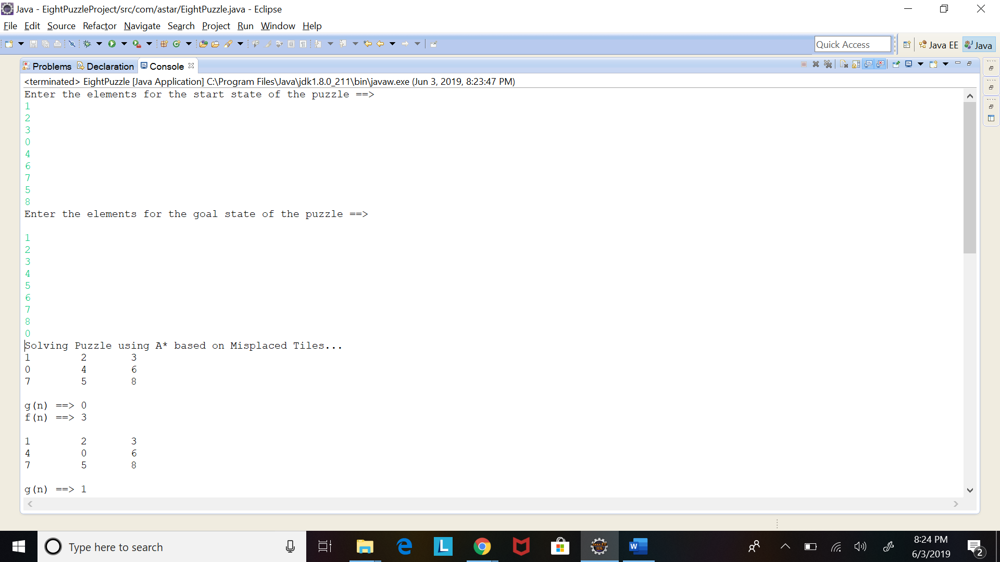 Java - EightPuzzleProject/src/com/astar/EightPuzzle.java - Eclipse
File Edit Source Refactor Navigate Search Project Run Window Help
Quick Access Java EE Java
Problems Declaration Console
<terminated> EightPuzzle [Java Application] C:\Program Files\Java\jdk1.8.0_211\bin\javaw.exe (Jun 3, 2019, 8:23:47 PM)
Enter the elements for the start state of the puzzle ==>
1
2
3
0
4
6
7
5
8
Enter the elements for the goal state of the puzzle ==>
1
2
3
4
5
6
7
8
0
Solving Puzzle using A* based on Misplaced Tiles...
1 2 3
0 4 6
7 5 8
g(n) ==> 0
f(n) ==> 3
1 2 3
4 0 6
7 5 8
g(n) ==> 1
Type here to search
L
Java EE
IDE
W
8:24 PM
6/3/2019
2